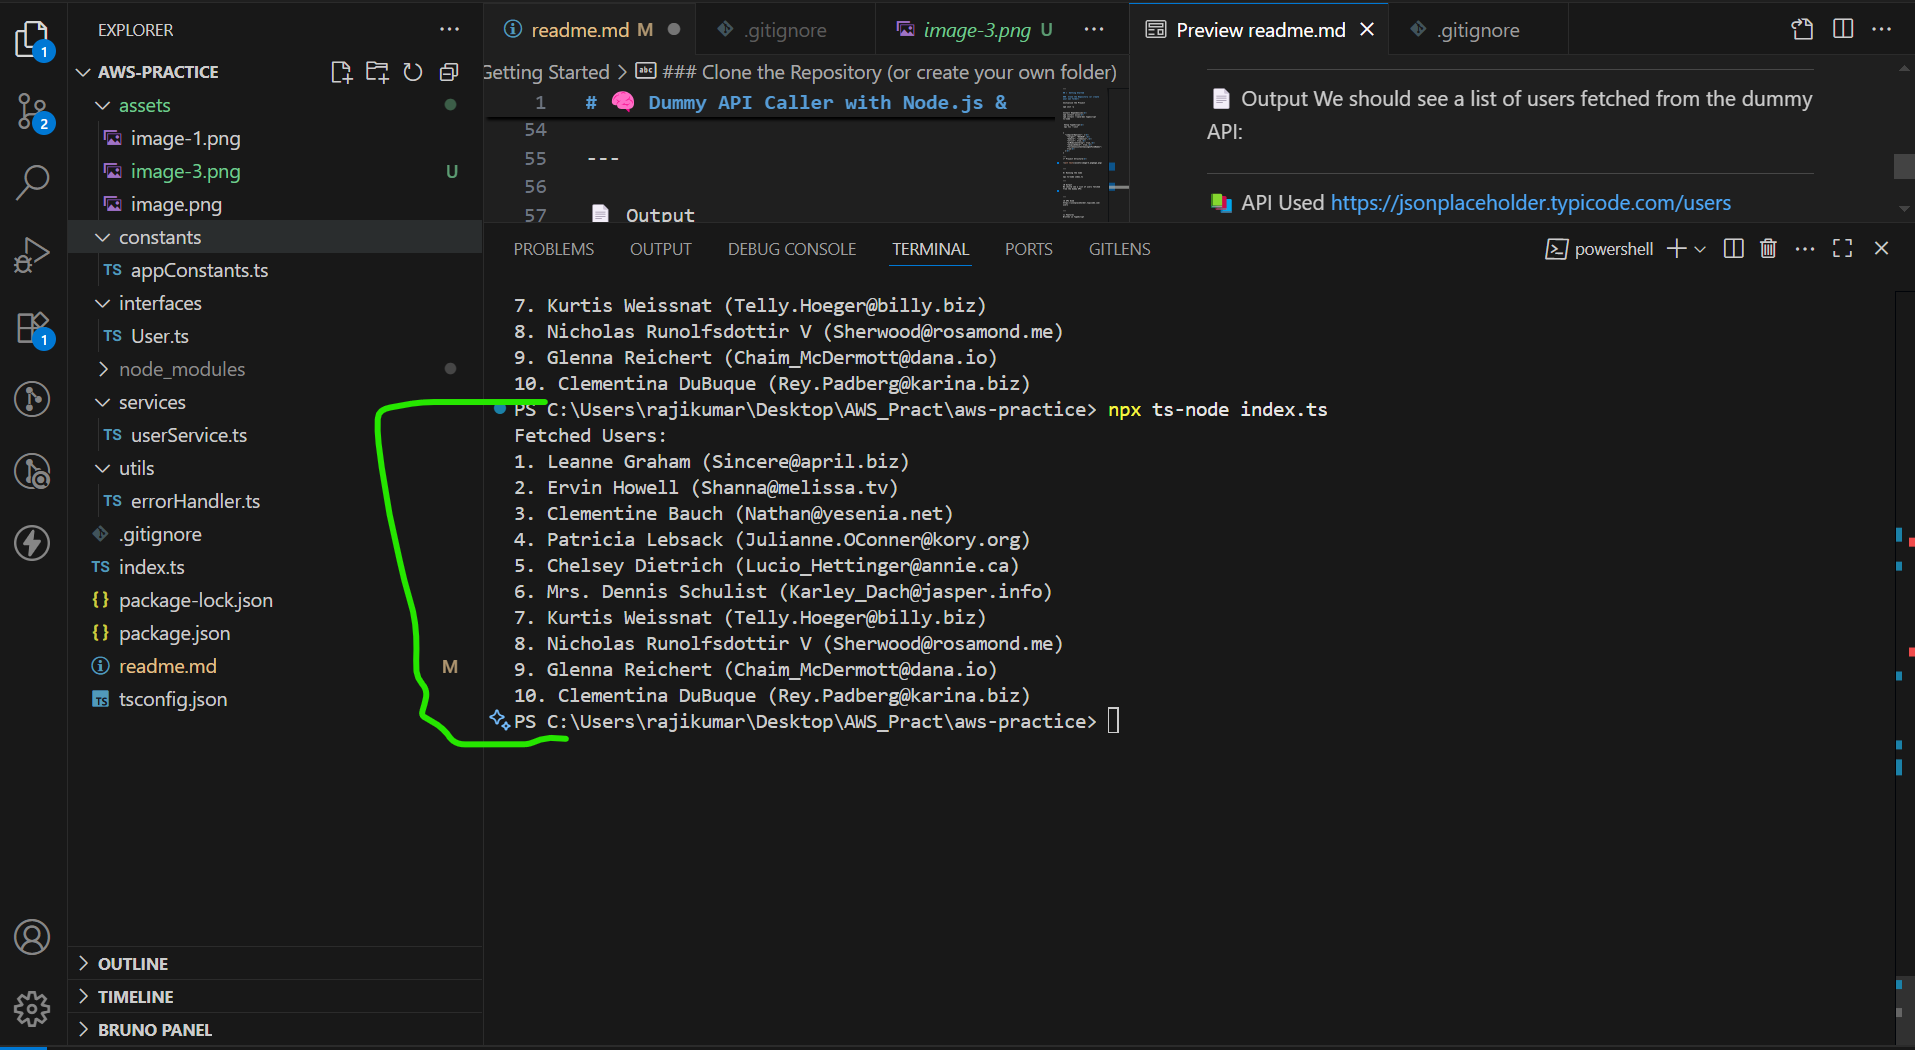 EXPLORER
AWS-PRACTICE
assets
image-1.png
image-3.png U
image.png
constants
TS appConstants.ts
interfaces
TS User.ts
node_modules
services
TS userService.ts
utils
TS errorHandler.ts
.gitignore
TS index.ts
{} package-lock.json
{} package.json
readme.md M
TS tsconfig.json
OUTLINE
TIMELINE
BRUNO PANEL
1
2
1
readme.md M
.gitignore
image-3.png U
Getting Started > abc ### Clone the Repository (or create your own folder)
1 # 🧠 Dummy API Caller with Node.js &
54
55 ---
56
57 📄 Output
Preview readme.md
.gitignore
📄 Output We should see a list of users fetched from the dummy
API:
API Used https://jsonplaceholder.typicode.com/users
PROBLEMS OUTPUT DEBUG CONSOLE TERMINAL PORTS GITLENS
powershell
7. Kurtis Weissnat (Telly.Hoeger@billy.biz)
8. Nicholas Runolfsdottir V (Sherwood@rosamond.me)
9. Glenna Reichert (Chaim_McDermott@dana.io)
10. Clementina DuBuque (Rey.Padberg@karina.biz)
PS C:\Users\rajikumar\Desktop\AWS_Pract\aws-practice> npx ts-node index.ts
Fetched Users:
1. Leanne Graham (Sincere@april.biz)
2. Ervin Howell (Shanna@melissa.tv)
3. Clementine Bauch (Nathan@yesenia.net)
4. Patricia Lebsack (Julianne.OConner@kory.org)
5. Chelsey Dietrich (Lucio_Hettinger@annie.ca)
6. Mrs. Dennis Schulist (Karley_Dach@jasper.info)
7. Kurtis Weissnat (Telly.Hoeger@billy.biz)
8. Nicholas Runolfsdottir V (Sherwood@rosamond.me)
9. Glenna Reichert (Chaim_McDermott@dana.io)
10. Clementina DuBuque (Rey.Padberg@karina.biz)
PS C:\Users\rajikumar\Desktop\AWS_Pract\aws-practice>